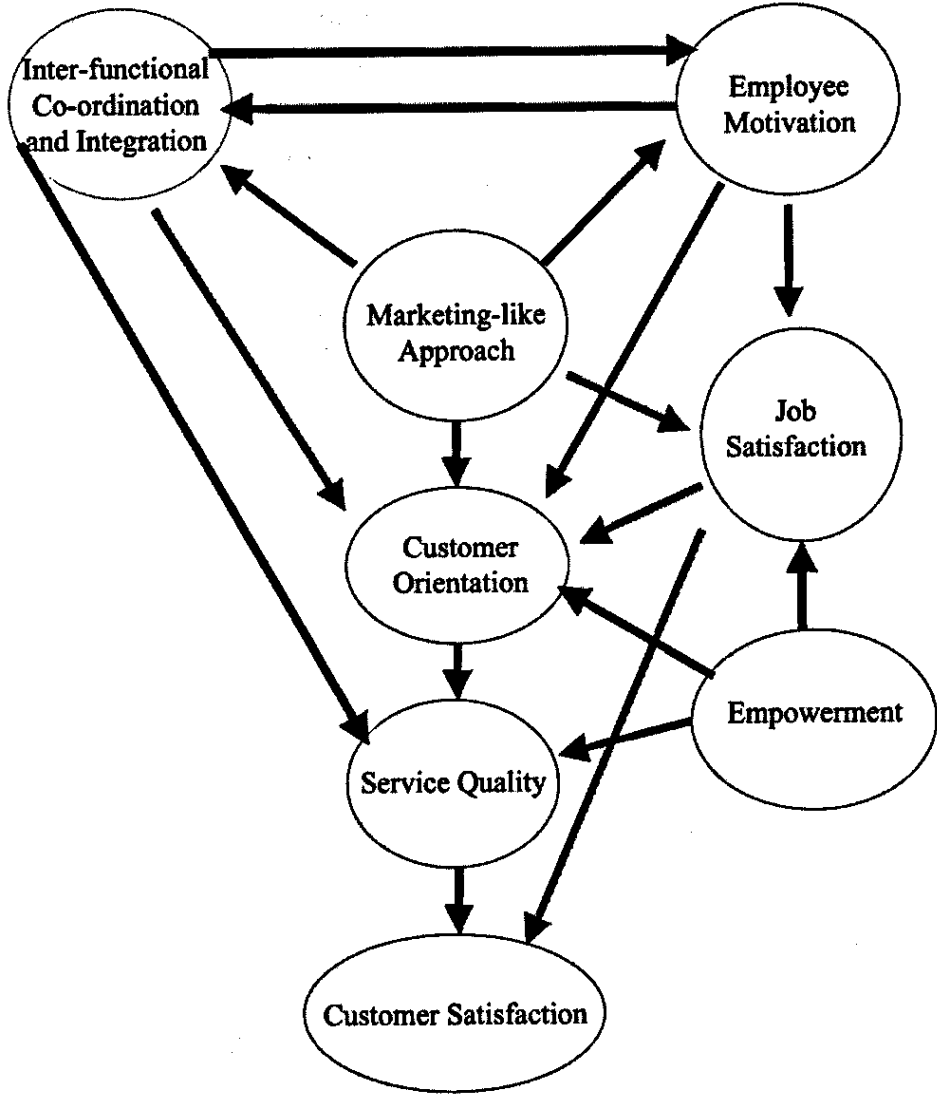 Inter-functional
Co-ordination
and Integration
Employee
Motivation
Marketing-like
Approach
Job
Satisfaction
Customer
Orientation
Empowerment
Service Quality
Customer Satisfaction